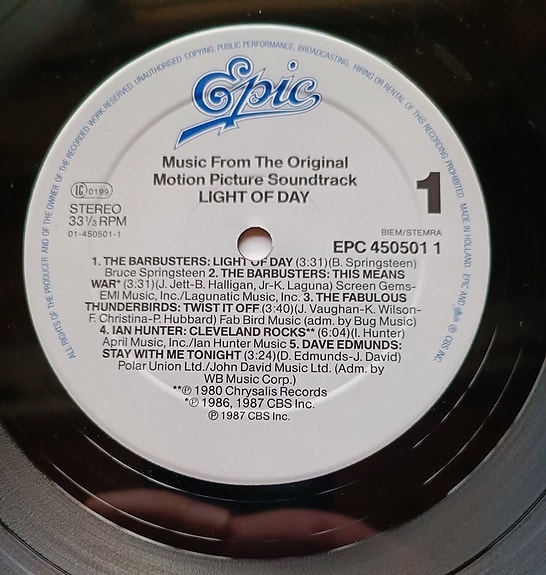 ALL RIGHTS OF THE PRODUCER AND OF THE OWNER OF THE RECORDED WORK RESERVED. UNAUTHORISED COPYING, PUBLIC PERFORMANCE, BROADCASTING, HIRING OR RENTAL OF THIS RECORDING PROHIBITED. MADE IN HOLLAND. EPIC AND ® CBS INC.
Epic
Music From The Original
Motion Picture Soundtrack
LIGHT OF DAY
1
IC 0199
STEREO
33⅓ RPM
01-450501-1
BIEM/STEMRA
EPC 450501 1
1. THE BARBUSTERS: LIGHT OF DAY (3:31)(B. Springsteen)
Bruce Springsteen 2. THE BARBUSTERS: THIS MEANS
WAR* (3:31)(J. Jett-B. Halligan, Jr-K. Laguna) Screen Gems-
EMI Music, Inc./Lagunatic Music, Inc. 3. THE FABULOUS
THUNDERBIRDS: TWIST IT OFF (3:40)(J. Vaughan-K. Wilson-
F. Christina-P. Hubbard) Fab Bird Music (adm. by Bug Music)
4. IAN HUNTER: CLEVELAND ROCKS** (6:04)(I. Hunter)
April Music, Inc./Ian Hunter Music 5. DAVE EDMUNDS:
STAY WITH ME TONIGHT (3:24)(D. Edmunds-J. David)
Polar Union Ltd./John David Music Ltd. (Adm. by
WB Music Corp.)
**℗ 1980 Chrysalis Records
*℗ 1986, 1987 CBS Inc.
℗ 1987 CBS Inc.